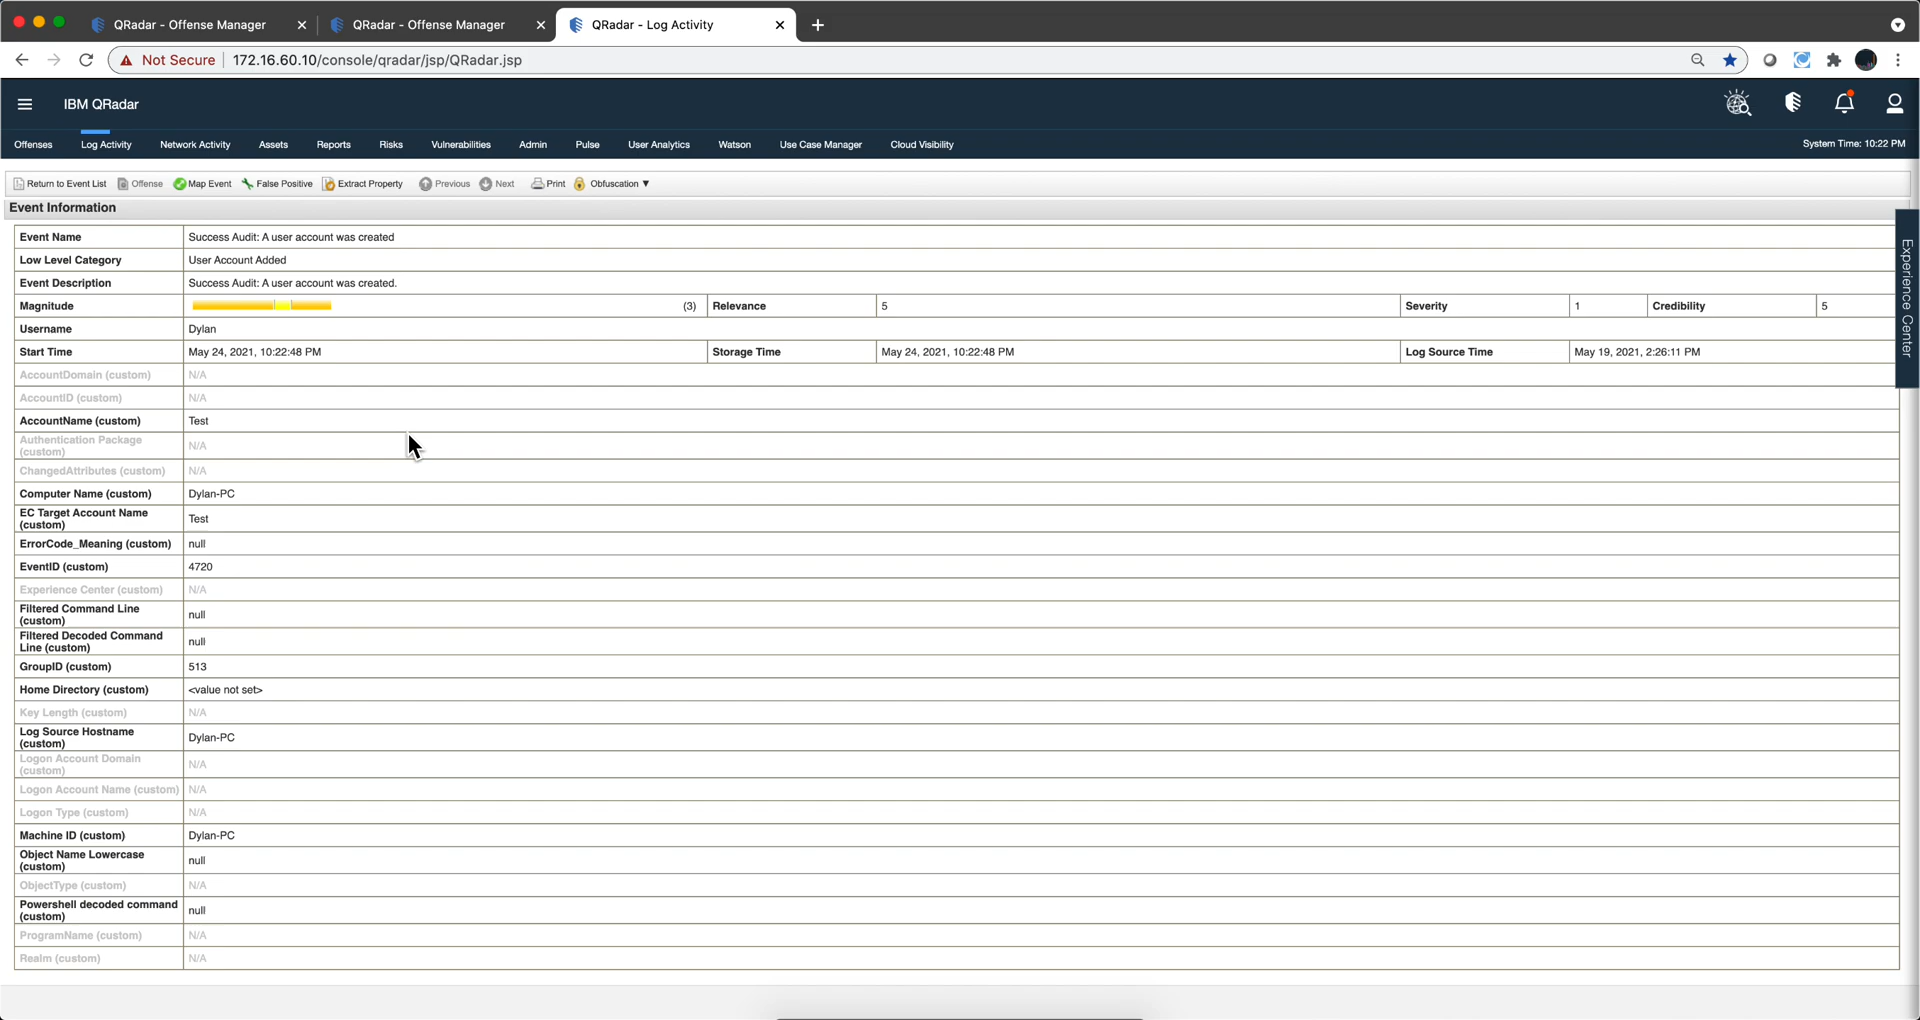 QRadar - Offense Manager
QRadar - Offense Manager
QRadar - Log Activity
Not Secure 172.16.60.10/console/qradar/jsp/QRadar.jsp
IBM QRadar
Offenses Log Activity Network Activity Assets Reports Risks Vulnerabilities Admin Pulse User Analytics Watson Use Case Manager Cloud Visibility System Time: 10:22 PM
Return to Event List Offense Map Event False Positive Extract Property Previous Next Print Obfuscation ▼
Event Information
Event Name Success Audit: A user account was created
Low Level Category User Account Added
Event Description Success Audit: A user account was created.
Magnitude (3) Relevance 5 Severity 1 Credibility 5
Username Dylan
Start Time May 24, 2021, 10:22:48 PM Storage Time May 24, 2021, 10:22:48 PM Log Source Time May 19, 2021, 2:26:11 PM
AccountDomain (custom) N/A
AccountID (custom) N/A
AccountName (custom) Test
Authentication Package
(custom) N/A
ChangedAttributes (custom) N/A
Computer Name (custom) Dylan-PC
EC Target Account Name
(custom) Test
ErrorCode_Meaning (custom) null
EventID (custom) 4720
Experience Center (custom) N/A
Filtered Command Line
(custom) null
Filtered Decoded Command
Line (custom) null
GroupID (custom) 513
Home Directory (custom) <value not set>
Key Length (custom) N/A
Log Source Hostname
(custom) Dylan-PC
Logon Account Domain
(custom) N/A
Logon Account Name (custom) N/A
Logon Type (custom) N/A
Machine ID (custom) Dylan-PC
Object Name Lowercase
(custom) null
ObjectType (custom) N/A
Powershell decoded command
(custom) null
ProgramName (custom) N/A
Realm (custom) N/A
Experience Center